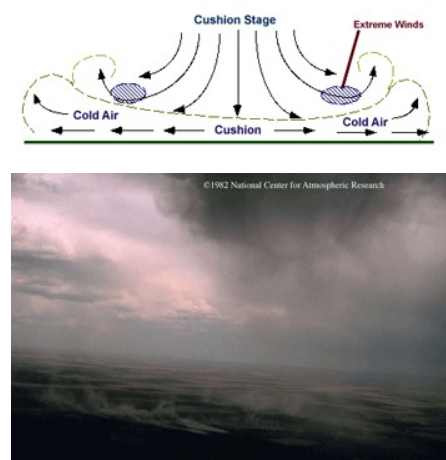 Cushion Stage
Extreme Winds
Cold Air
Cushion
Cold Air
©1982 National Center for Atmospheric Research